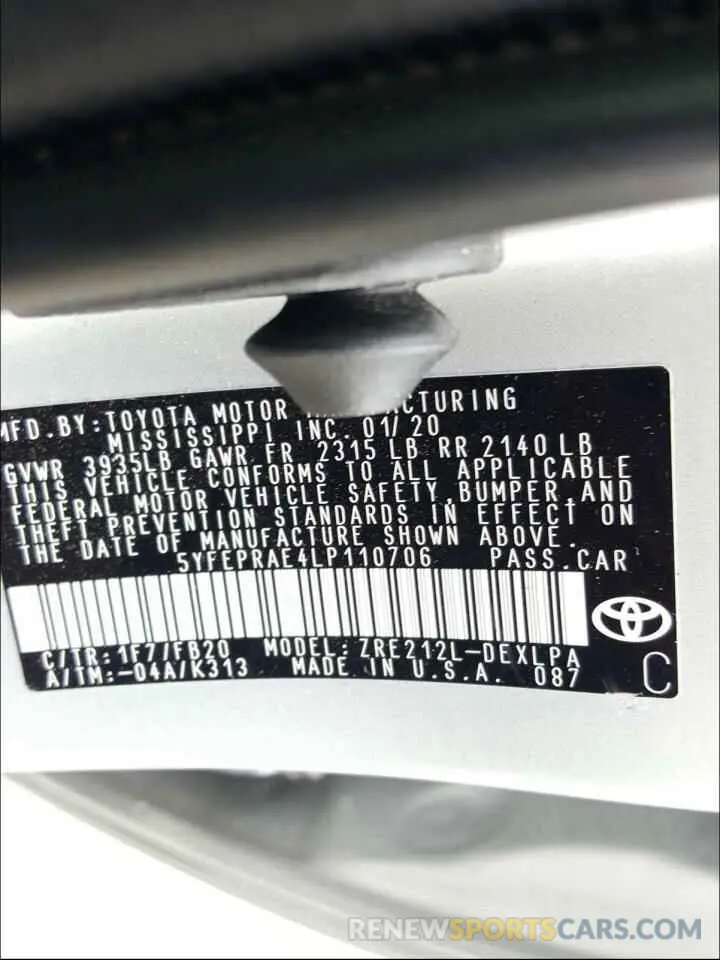 MFD. BY: TOYOTA MOTOR MANUFACTURING
MISSISSIPPI INC. 01/20
GVWR 3935LB GAWR FR 2315 LB RR 2140 LB
THIS VEHICLE CONFORMS TO ALL APPLICABLE
FEDERAL MOTOR VEHICLE SAFETY, BUMPER, AND
THEFT PREVENTION STANDARDS IN EFFECT ON
THE DATE OF MANUFACTURE SHOWN ABOVE.
5YFEPRAE4LP110706 PASS. CAR
C/TR: 1F7/FB20 MODEL: ZRE212L-DEXLPA
A/TM: -04A/K313 MADE IN U.S.A. 087 C
RENEWSPORTSCARS.COM